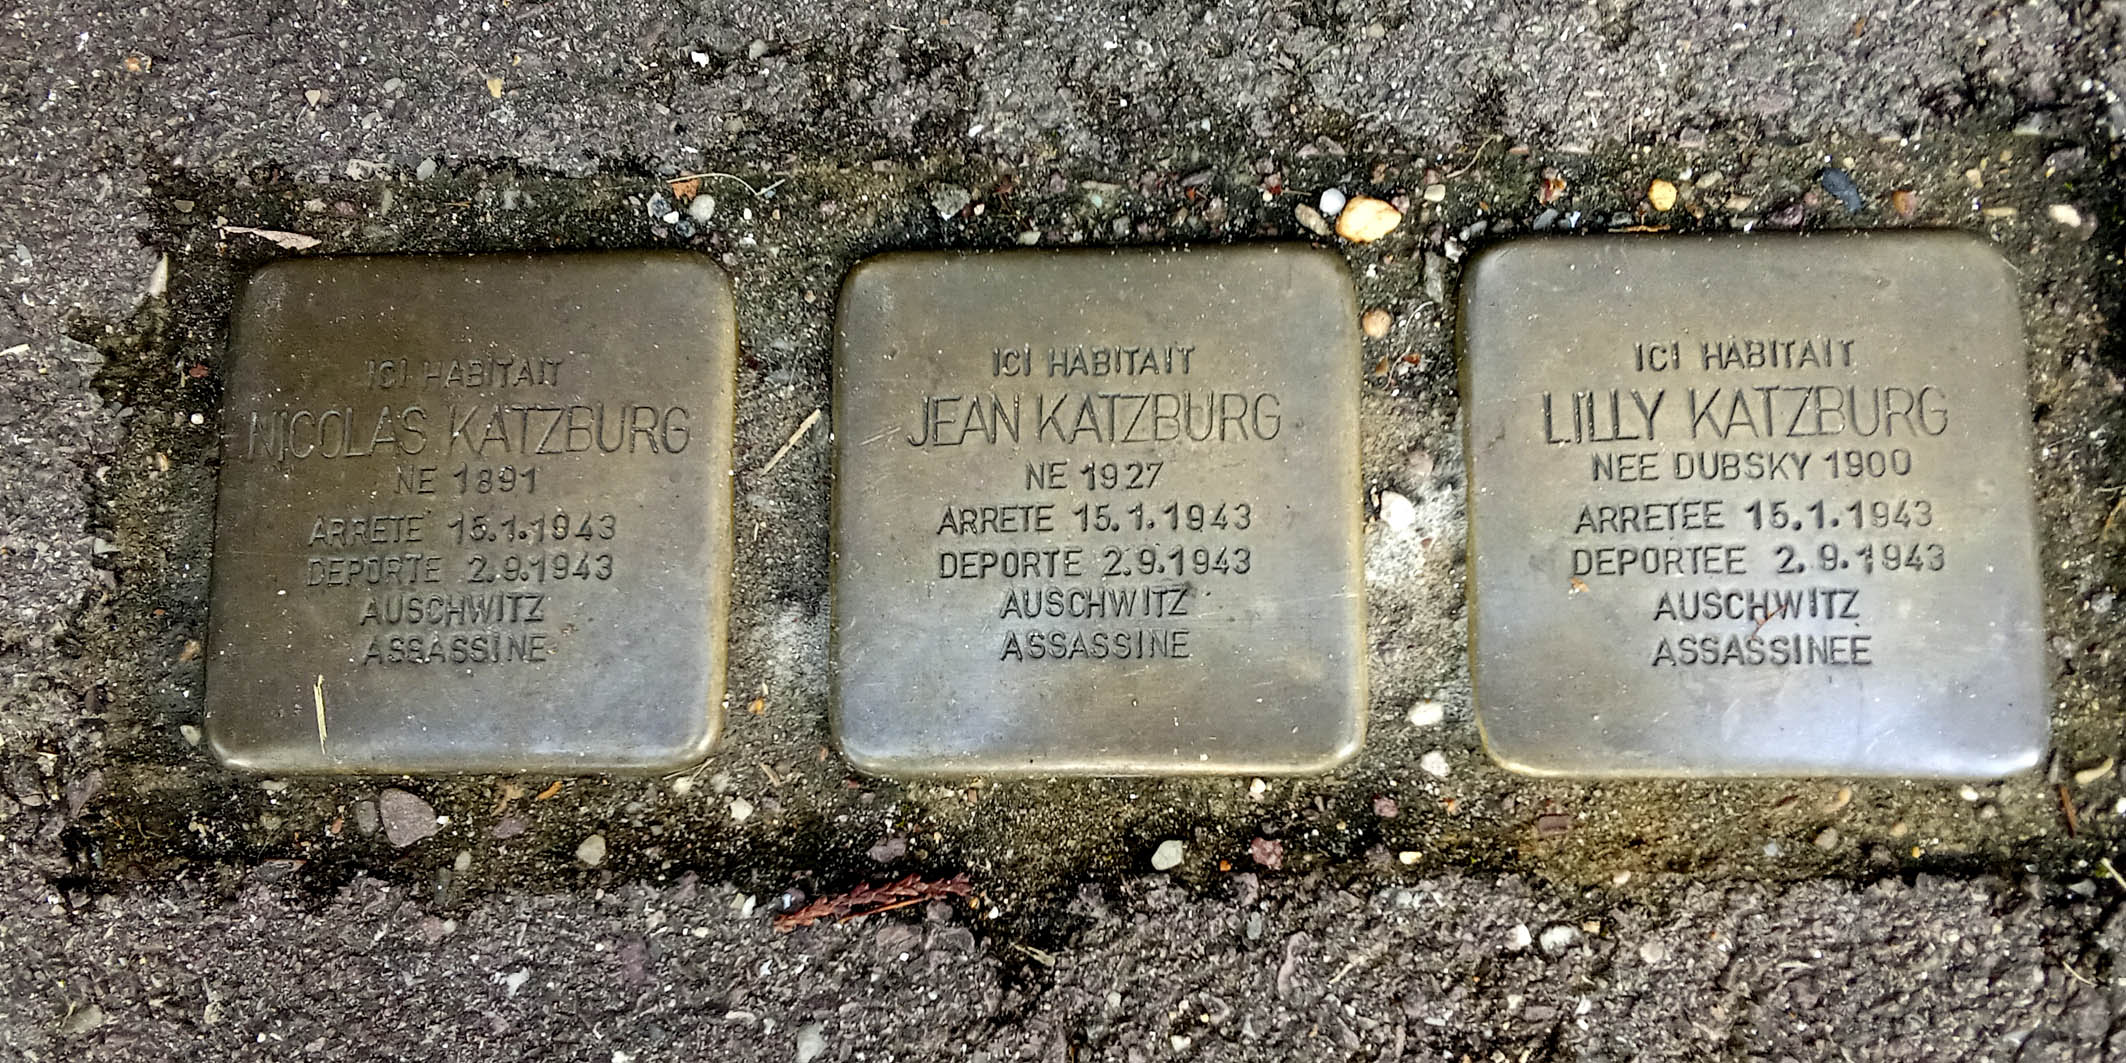 ICI HABITAIT
NICOLAS KATZBURG
NE 1891
ARRETE 15.1.1943
DEPORTE 2.9.1943
AUSCHWITZ
ASSASSINE
ICI HABITAIT
JEAN KATZBURG
NE 1927
ARRETE 15.1.1943
DEPORTE 2.9.1943
AUSCHWITZ
ASSASSINE
ICI HABITAIT
LILLY KATZBURG
NEE DUBSKY 1900
ARRETEE 15.1.1943
DEPORTEE 2.9.1943
AUSCHWITZ
ASSASSINEE